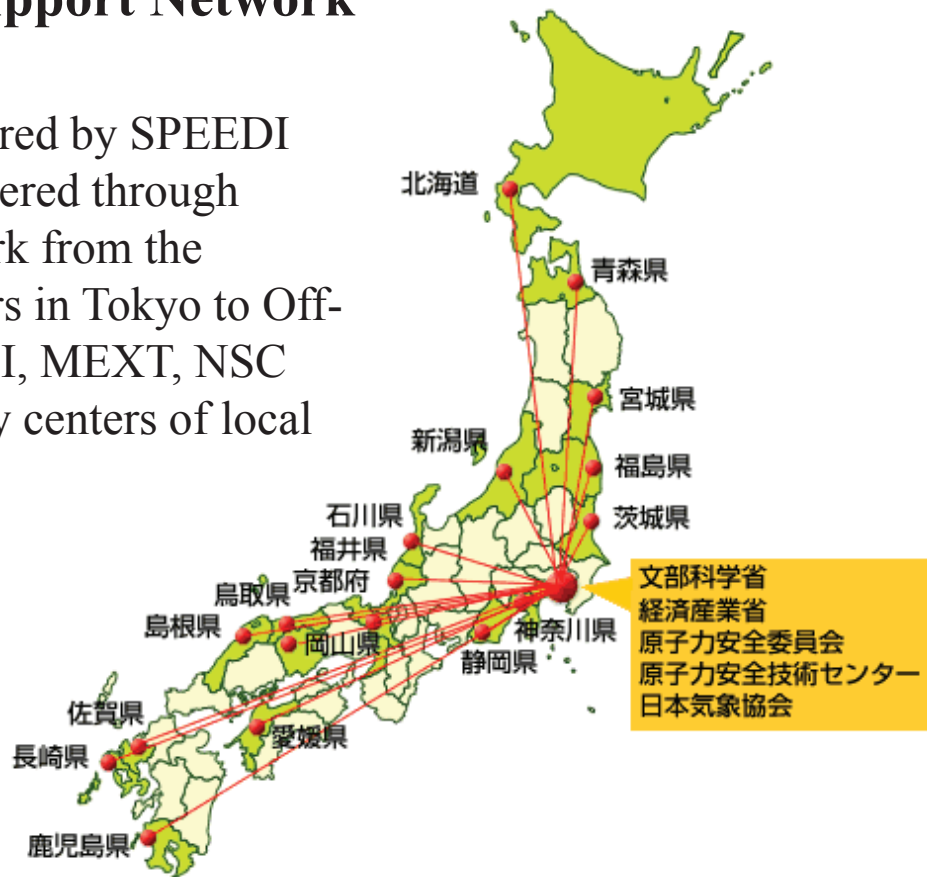 upport Network
red by SPEEDI
ered through
rk from the
rs in Tokyo to Off-
I, MEXT, NSC
y centers of local
北海道
青森県
宮城県
新潟県
福島県
石川県
茨城県
福井県
京都府
鳥取県
島根県
岡山県
神奈川県
静岡県
佐賀県
長崎県
愛媛県
鹿児島県
文部科学省
経済産業省
原子力安全委員会
原子力安全技術センター
日本気象協会